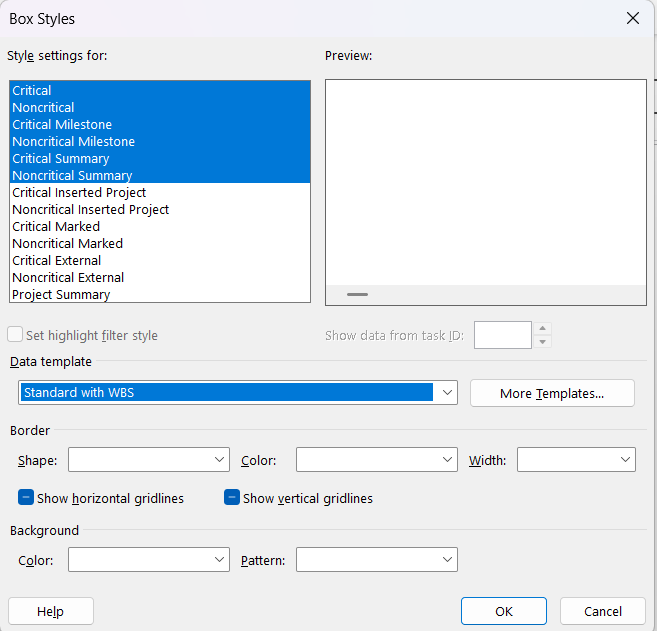 Box Styles
Style settings for:
Preview:
Critical
Noncritical
Critical Milestone
Noncritical Milestone
Critical Summary
Noncritical Summary
Critical Inserted Project
Noncritical Inserted Project
Critical Marked
Noncritical Marked
Critical External
Noncritical External
Project Summary
Set highlight filter style
Show data from task ID:
Data template
Standard with WBS
More Templates...
Border
Shape:
Color:
Width:
Show horizontal gridlines
Show vertical gridlines
Background
Color:
Pattern:
Help
OK
Cancel